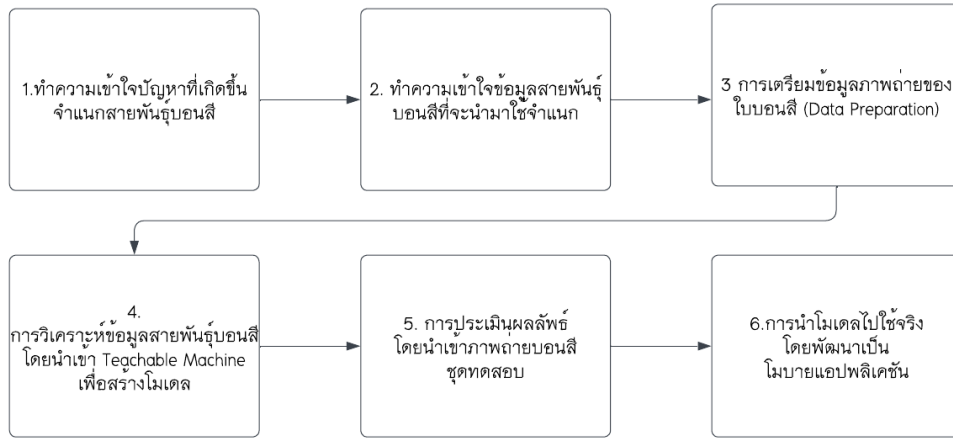 1.ทำความเข้าใจปัญหาที่เกิดขึ้น
จำแนกสายพันธุ์บอนสี
2. ทำความเข้าใจข้อมูลสายพันธุ์
บอนสีที่จะนำมาใช้จำแนก
3 การเตรียมข้อมูลภาพถ่ายของ
ใบบอนสี (Data Preparation)
4.
การวิเคราะห์ข้อมูลสายพันธุ์บอนสี
โดยนำเข้า Teachable Machine
เพื่อสร้างโมเดล
5. การประเมินผลลัพธ์
โดยนำเข้าภาพถ่ายบอนสี
ชุดทดสอบ
6.การนำโมเดลไปใช้จริง
โดยพัฒนาเป็น
โมบายแอปพลิเคชัน